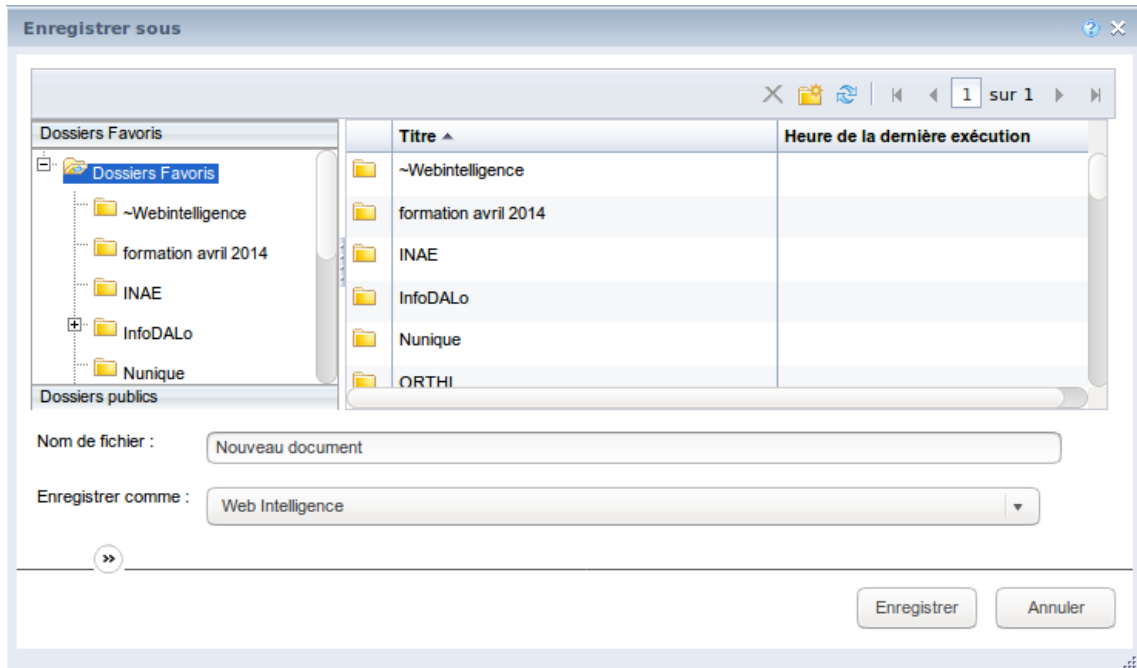 Enregistrer sous
1 sur 1
Dossiers Favoris
Titre Heure de la dernière exécution
Dossiers Favoris
~Webintelligence
formation avril 2014
INAE
InfoDALo
Nunique
Dossiers publics
~Webintelligence
formation avril 2014
INAE
InfoDALo
Nunique
ORTHI
Nom de fichier :
Nouveau document
Enregistrer comme :
Web Intelligence
Enregistrer Annuler